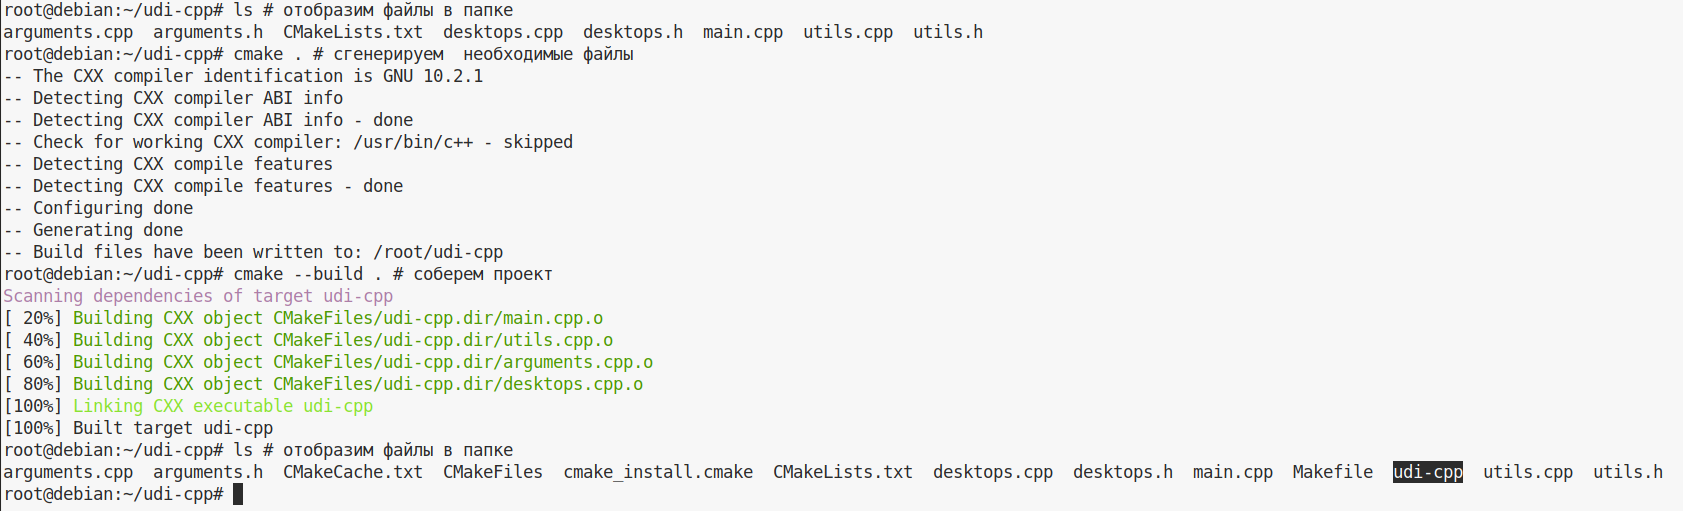 root@debian:~/udi-cpp# ls # отобразим файлы в папке
arguments.cpp  arguments.h  CMakeLists.txt  desktops.cpp  desktops.h  main.cpp  utils.cpp  utils.h
root@debian:~/udi-cpp# cmake . # сгенерируем  необходимые файлы
-- The CXX compiler identification is GNU 10.2.1
-- Detecting CXX compiler ABI info
-- Detecting CXX compiler ABI info - done
-- Check for working CXX compiler: /usr/bin/c++ - skipped
-- Detecting CXX compile features
-- Detecting CXX compile features - done
-- Configuring done
-- Generating done
-- Build files have been written to: /root/udi-cpp
root@debian:~/udi-cpp# cmake --build . # соберем проект
Scanning dependencies of target udi-cpp
[ 20%] Building CXX object CMakeFiles/udi-cpp.dir/main.cpp.o
[ 40%] Building CXX object CMakeFiles/udi-cpp.dir/utils.cpp.o
[ 60%] Building CXX object CMakeFiles/udi-cpp.dir/arguments.cpp.o
[ 80%] Building CXX object CMakeFiles/udi-cpp.dir/desktops.cpp.o
[100%] Linking CXX executable udi-cpp
[100%] Built target udi-cpp
root@debian:~/udi-cpp# ls # отобразим файлы в папке
arguments.cpp  arguments.h  CMakeCache.txt  CMakeFiles  cmake_install.cmake  CMakeLists.txt  desktops.cpp  desktops.h  main.cpp  Makefile  udi-cpp  utils.cpp  utils.h
root@debian:~/udi-cpp#